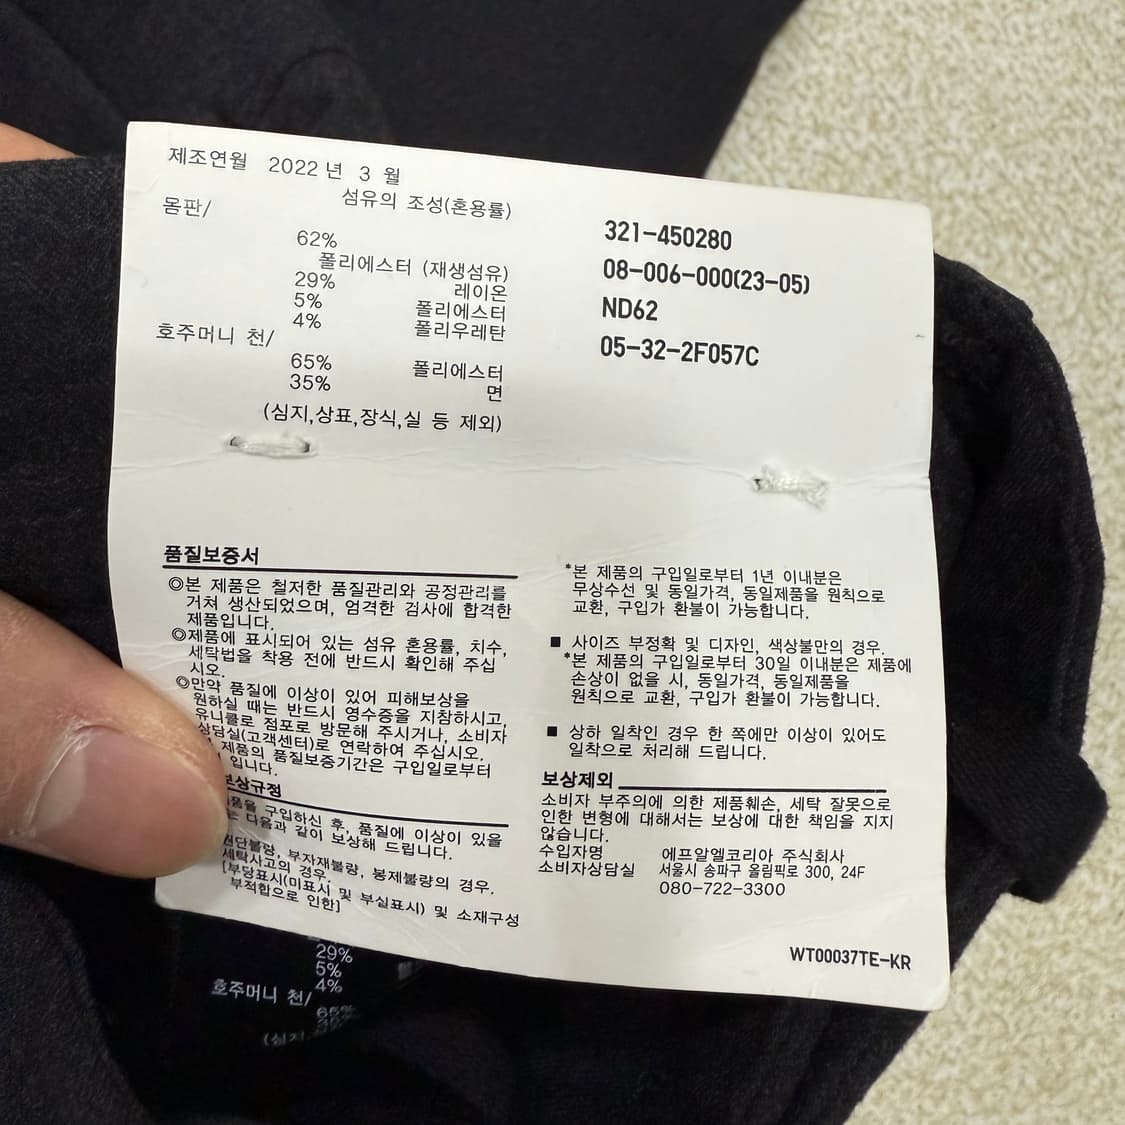 제조연월 2022년 3 월
섬유의 조성(혼용률)
몸판/
62%
폴리에스터 (재생섬유)
29%
레이온
5%
폴리에스터
4%
폴리우레탄
호주머니 천/
65%
폴리에스터
35%
면
(심지,상표,장식,실 등 제외)
321-450280
08-006-000(23-05)
ND62
05-32-2F057C
품질보증서
◎본 제품은 철저한 품질관리와 공정관리를
거쳐 생산되었으며, 엄격한 검사에 합격한
제품입니다.
◎제품에 표시되어 있는 섬유 혼용률, 치수,
세탁법을 착용 전에 반드시 확인해 주십
시오.
◎만약 품질에 이상이 있어 피해보상을
원하실 때는 반드시 영수증을 지참하시고,
유니클로 점포로 방문해 주시거나, 소비자
상담실(고객센터)로 연락하여 주십시오.
제품의 품질보증기간은 구입일로부터
입니다.
보상규정
구입하신 후, 품질에 이상이 있을
다음과 같이 보상해 드립니다.
원단불량, 부자재불량, 봉제불량의 경우.
세탁사고의 경우.
[부당표시(미표시 및 부실표시) 및 소재구성
부적합으로 인한]
*본 제품의 구입일로부터 1년 이내분은
무상수선 및 동일가격, 동일제품을 원칙으로
교환, 구입가 환불이 가능합니다.
■ 사이즈 부정확 및 디자인, 색상불만의 경우.
*본 제품의 구입일로부터 30일 이내분은 제품에
손상이 없을 시, 동일가격, 동일제품을
원칙으로 교환, 구입가 환불이 가능합니다.
■ 상하 일착인 경우 한 쪽에만 이상이 있어도
일착으로 처리해 드립니다.
보상제외
소비자 부주의에 의한 제품훼손, 세탁 잘못으로
인한 변형에 대해서는 보상에 대한 책임을 지지
않습니다.
수입자명 에프알엘코리아 주식회사
소비자상담실 서울시 송파구 올림픽로 300, 24F
080-722-3300
WT00037TE-KR
29%
5%
4%
호주머니 천/
65%